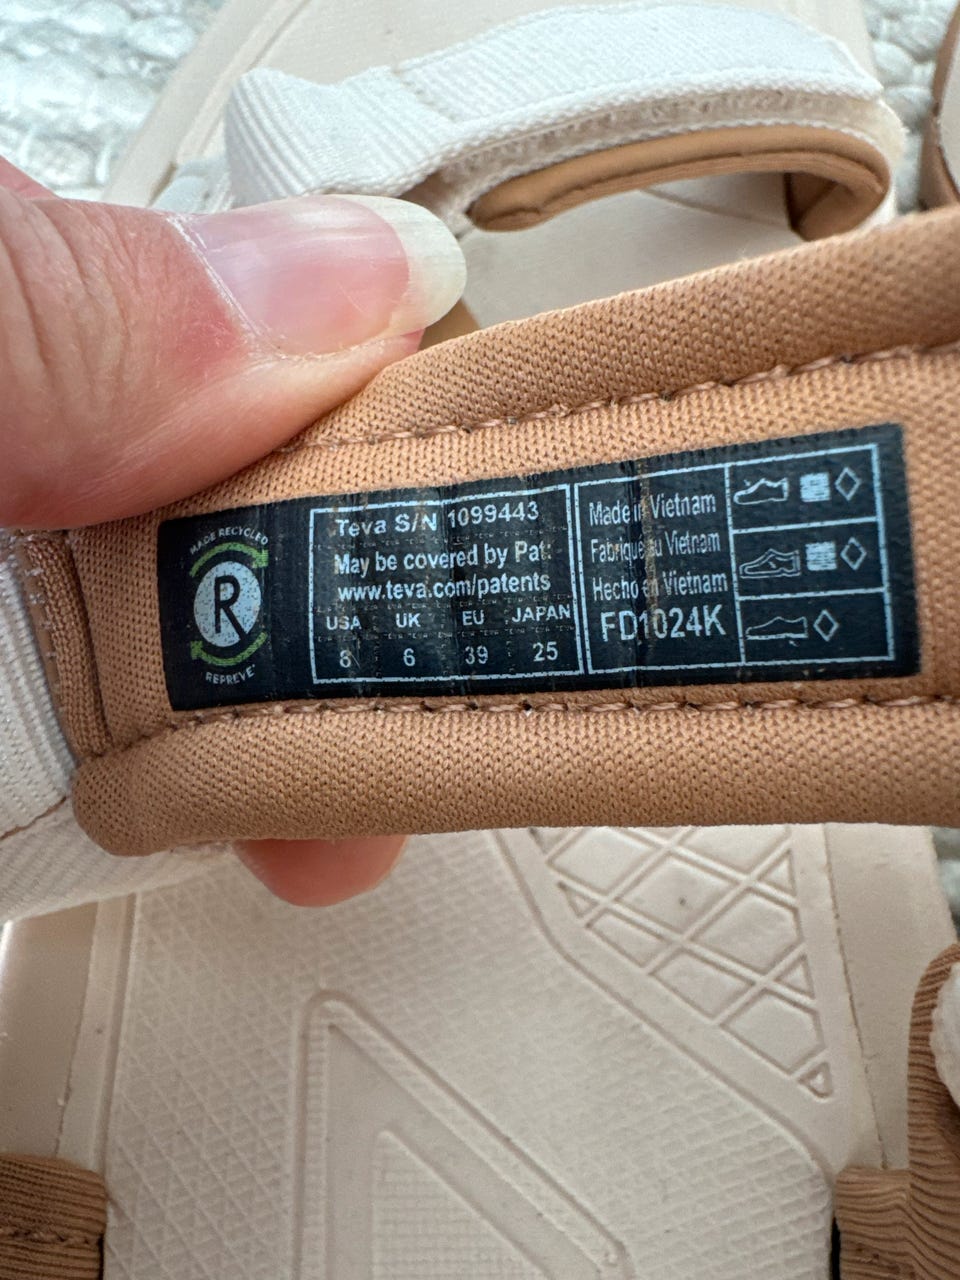 MADE RECYCLED
R
REPREVE®
Teva S/N 1099443
May be covered by Pat:
www.teva.com/patents
USA UK EU JAPAN
8 6 39 25
Made in Vietnam
Fabriqué au Vietnam
Hecho en Vietnam
FD1024K